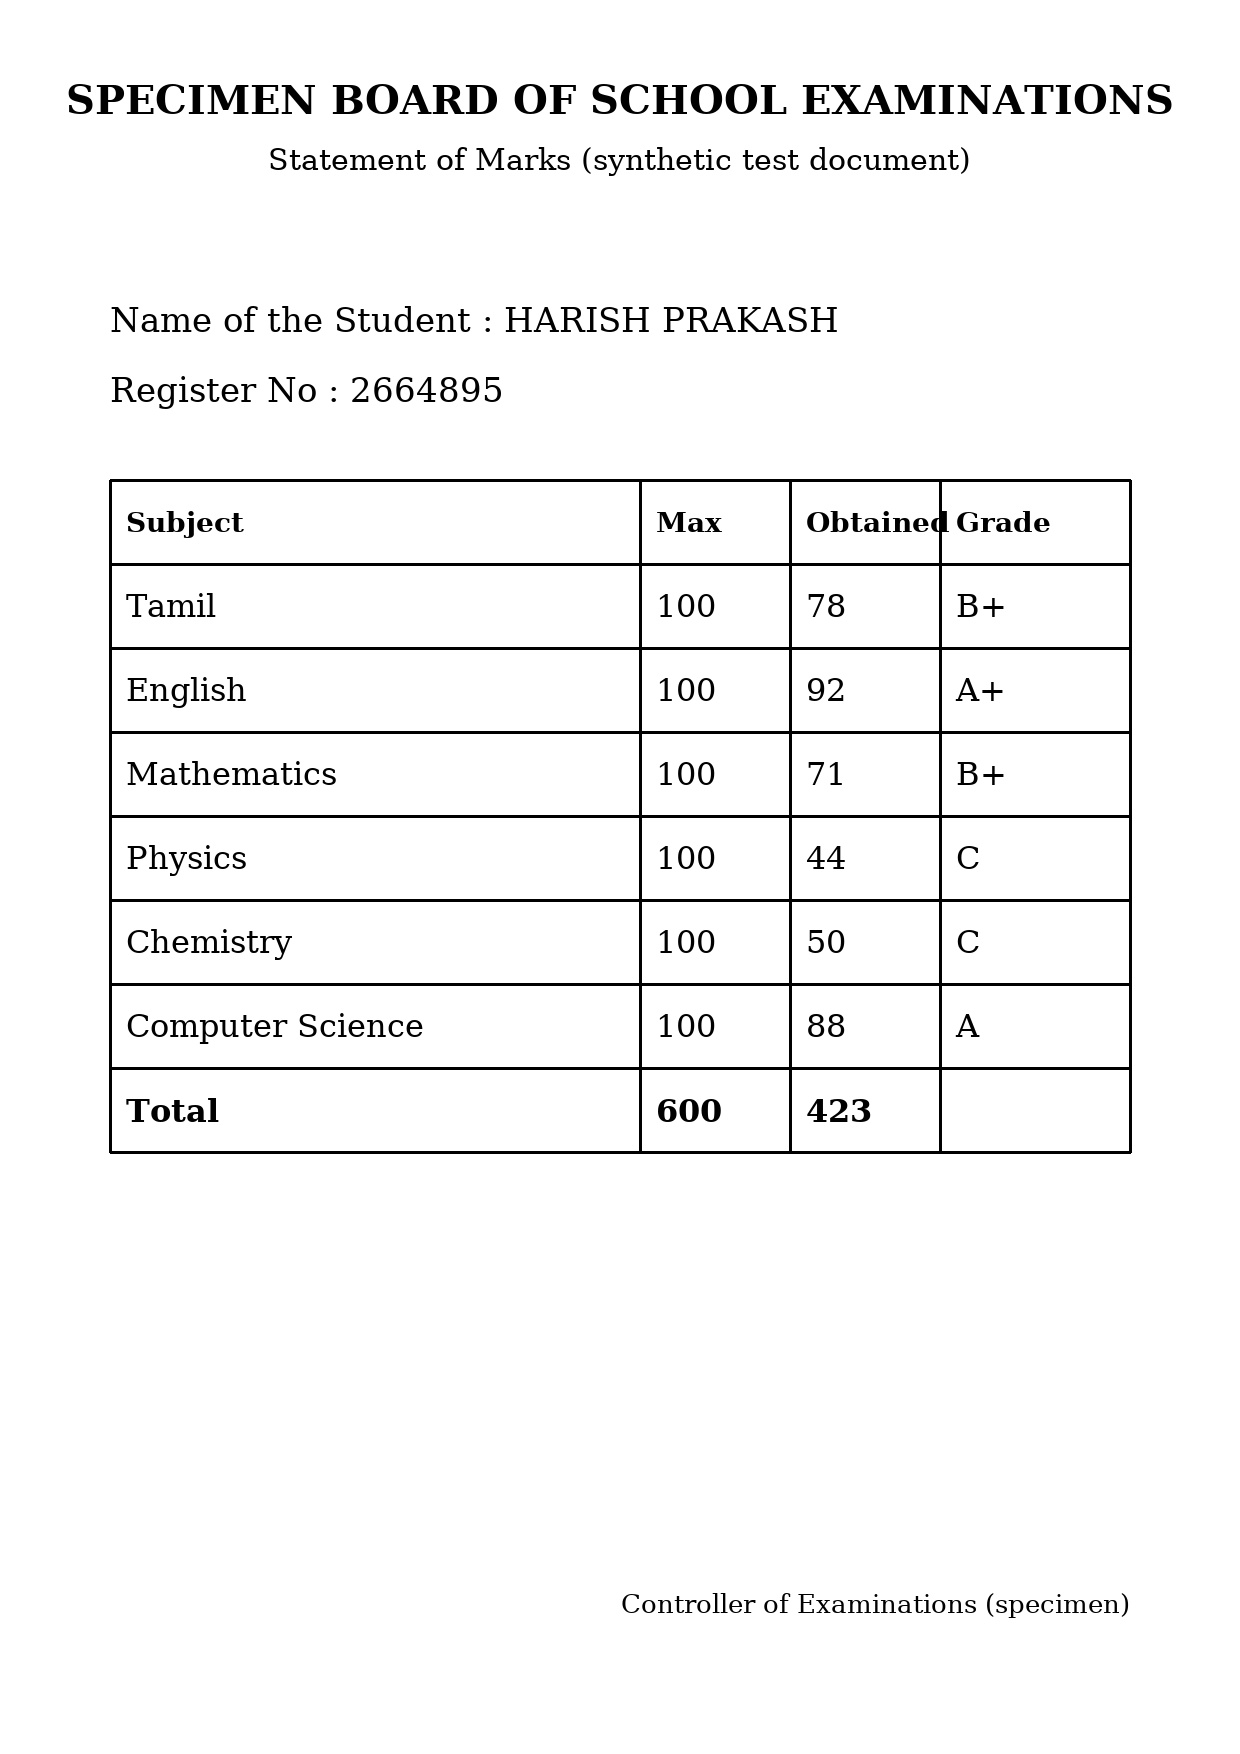 SPECIMEN BOARD OF SCHOOL EXAMINATIONS
Statement of Marks (synthetic test document)
Name of the Student : HARISH PRAKASH
Register No : 2664895
Subject Max Obtained Grade
Tamil 100 78 B+
English 100 92 A+
Mathematics 100 71 B+
Physics 100 44 C
Chemistry 100 50 C
Computer Science 100 88 A
Total 600 423
Controller of Examinations (specimen)